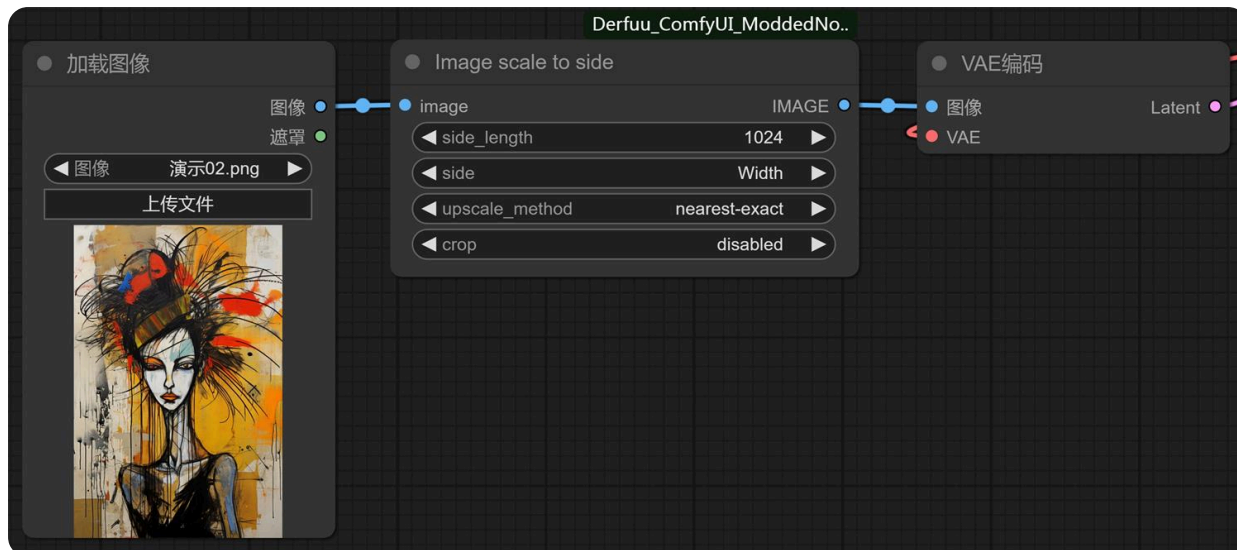 Derfuu_ComfyUI_ModdedNo..
加载图像
图像
遮罩
图像 演示02.png
上传文件
Image scale to side
image IMAGE
side_length 1024
side Width
upscale_method nearest-exact
crop disabled
VAE编码
图像 Latent
VAE